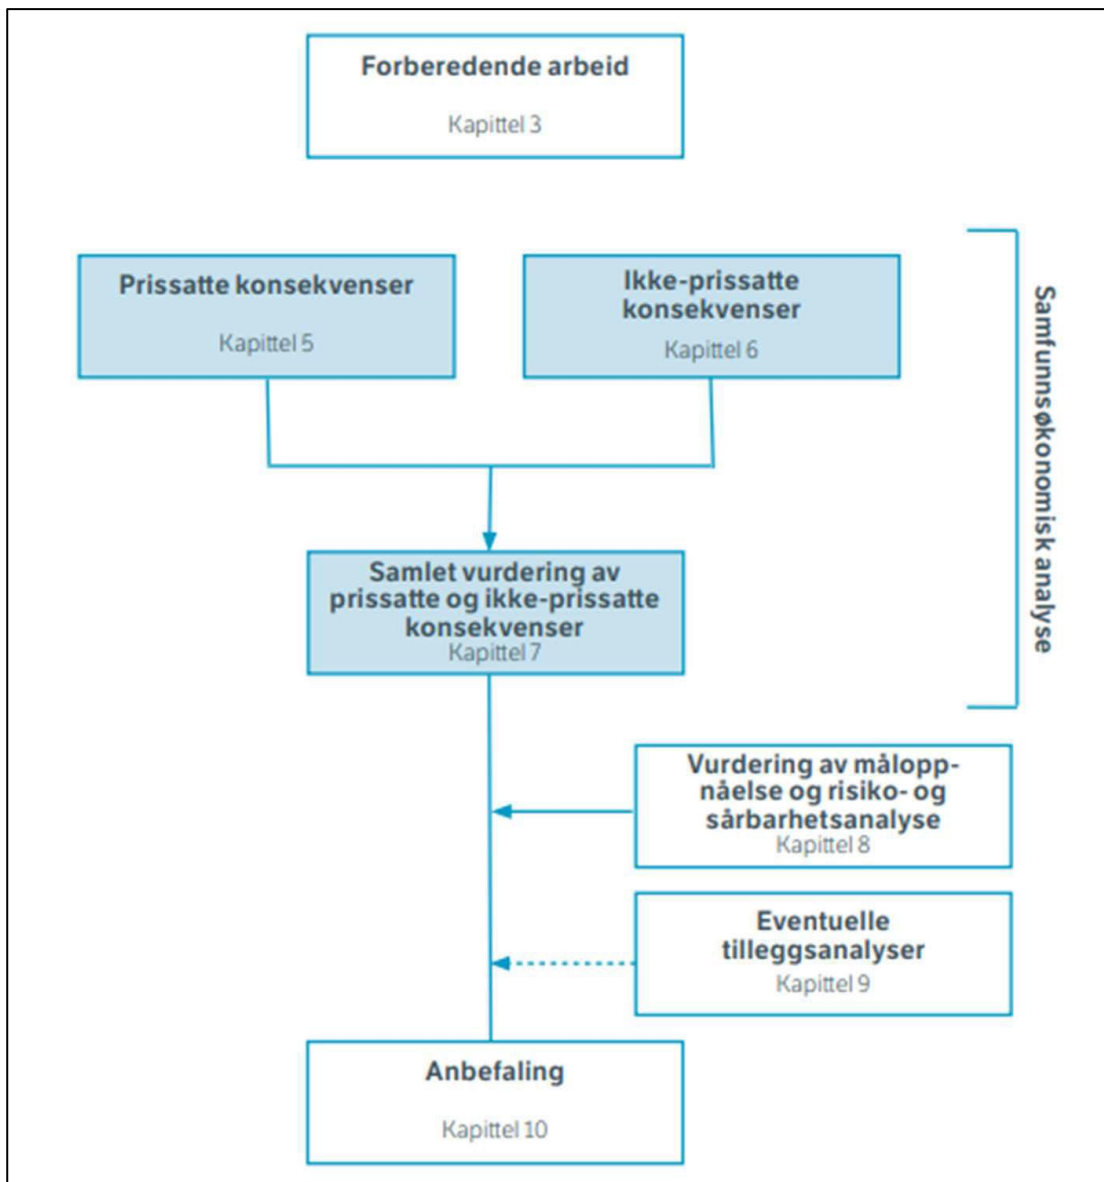 Forberedende arbeid
Kapittel 3
Prissatte konsekvenser
Kapittel 5
Ikke-prissatte
konsekvenser
Kapittel 6
Samfunnsøkonomisk analyse
Samlet vurdering av
prissatte og ikke-prissatte
konsekvenser
Kapittel 7
Vurdering av målopp-
nåelse og risiko- og
sårbarhetsanalyse
Kapittel 8
Eventuelle
tilleggsanalyser
Kapittel 9
Anbefaling
Kapittel 10